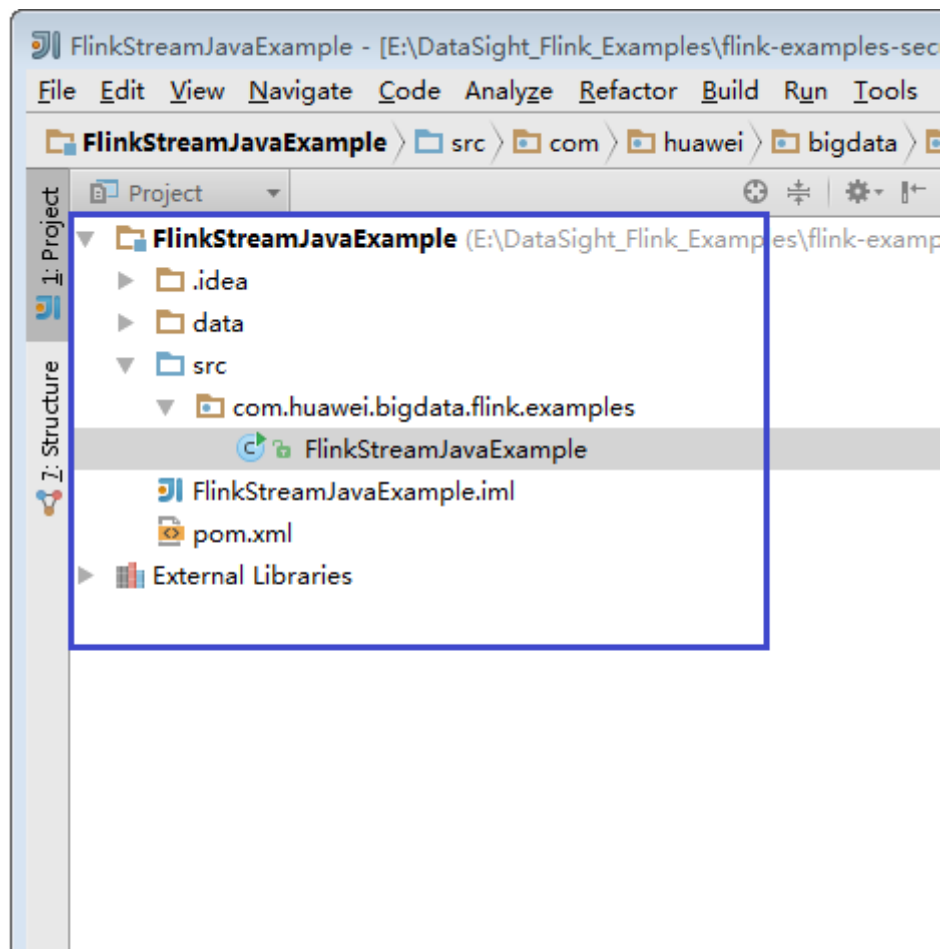 FlinkStreamJavaExample - [E:\DataSight_Flink_Examples\flink-examples-sec
File Edit View Navigate Code Analyze Refactor Build Run Tools
FlinkStreamJavaExample src com huawei bigdata
Project
1: Project
7: Structure
FlinkStreamJavaExample (E:\DataSight_Flink_Examples\flink-examp
.idea
data
src
com.huawei.bigdata.flink.examples
FlinkStreamJavaExample
FlinkStreamJavaExample.iml
pom.xml
External Libraries